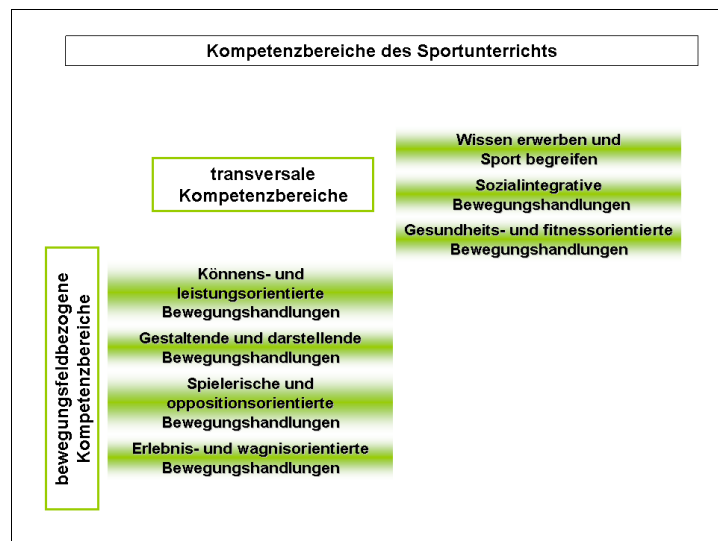 Kompetenzbereiche des Sportunterrichts
transversale
Kompetenzbereiche
Wissen erwerben und
Sport begreifen
Sozialintegrative
Bewegungshandlungen
Gesundheits- und fitnessorientierte
Bewegungshandlungen
bewegungsfeldbezogene
Kompetenzbereiche
Könnens- und
leistungsorientierte
Bewegungshandlungen
Gestaltende und darstellende
Bewegungshandlungen
Spielerische und
oppositionsorientierte
Bewegungshandlungen
Erlebnis- und wagnisorientierte
Bewegungshandlungen